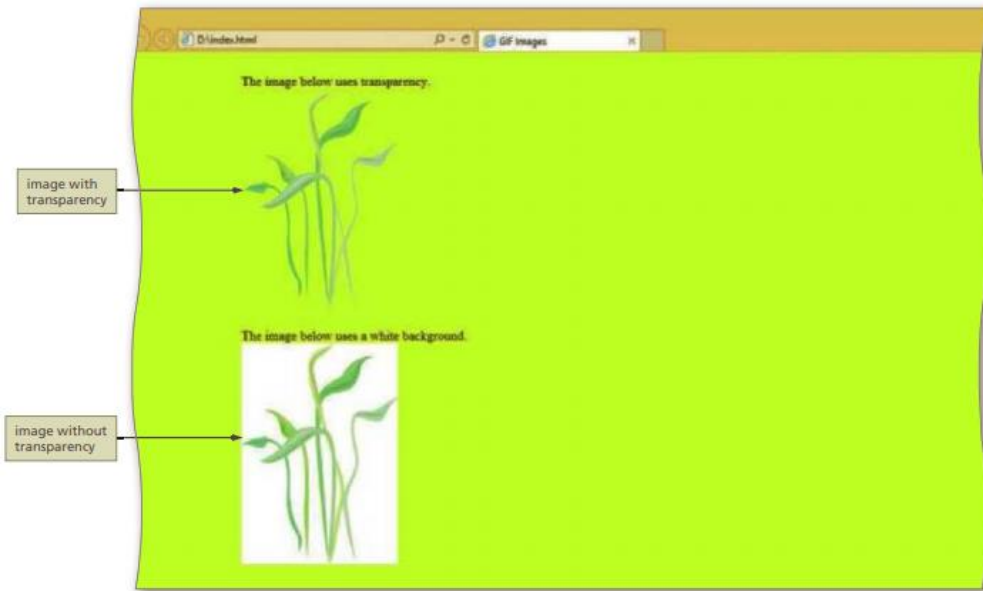 D:\index.html
GIF Images
The image below uses transparency.
image with
transparency
The image below uses a white background.
image without
transparency